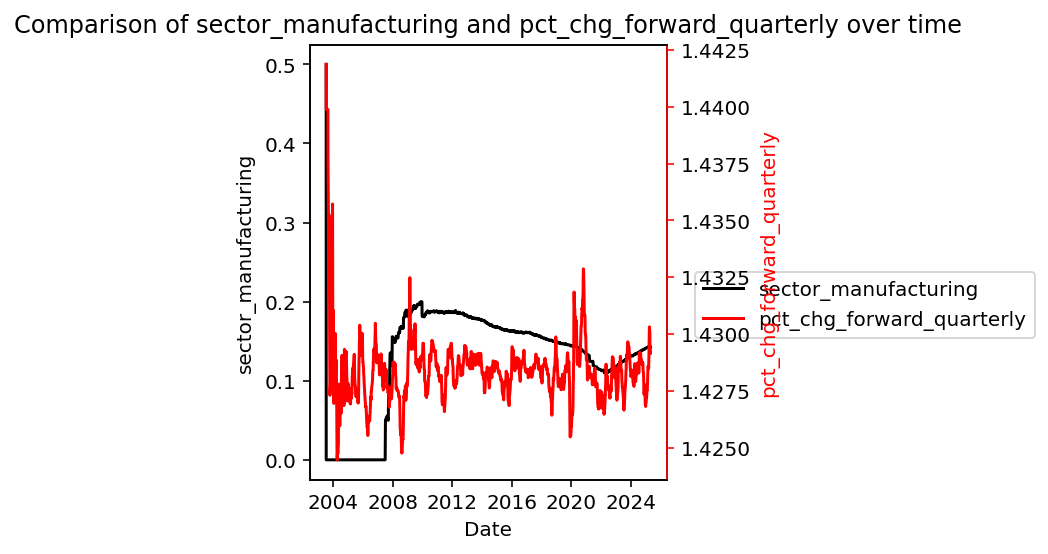 Comparison of sector_manufacturing and pct_chg_forward_quarterly over time
sector_manufacturing
0.5
0.4
0.3
0.2
0.1
0.0
1.4425
1.4400
1.4375
1.4350
1.4325
1.4300
1.4275
1.4250
pct_chg_forward_quarterly
sector_manufacturing
pct_chg_forward_quarterly
2004 2008 2012 2016 2020 2024
Date